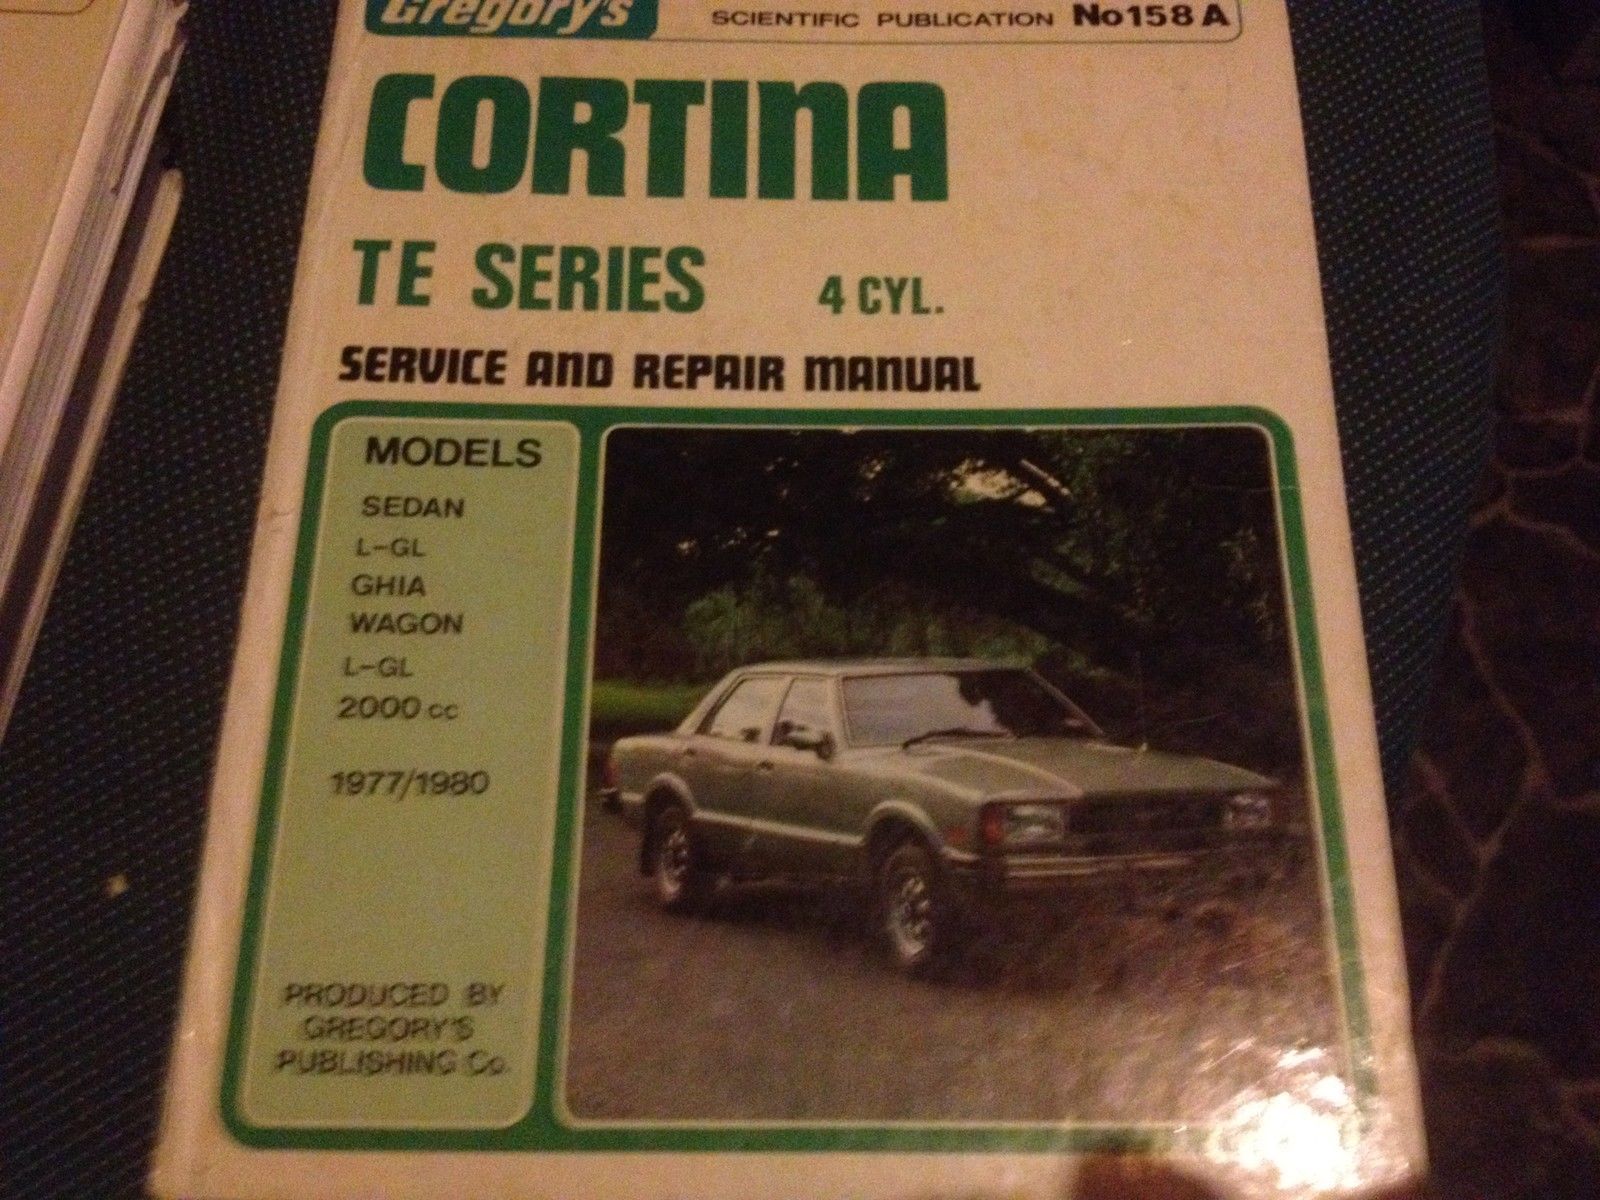 Gregory's
SCIENTIFIC PUBLICATION No158A
CORTINA
TE SERIES 4 CYL.
SERVICE AND REPAIR MANUAL
MODELS
SEDAN
L-GL
GHIA
WAGON
L-GL
2000 cc
1977/1980
PRODUCED BY
GREGORY'S
PUBLISHING Co.